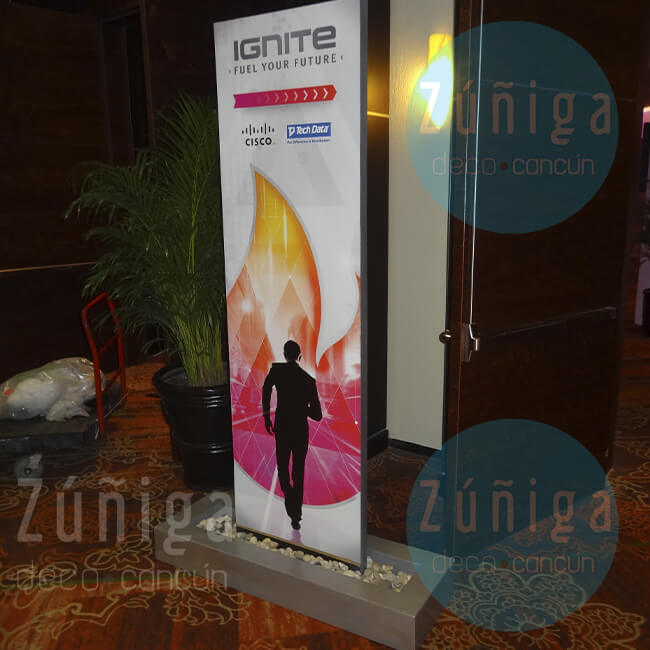 IGNITE
FUEL YOUR FUTURE
CISCO
Tech Data
Zúñiga
deco•cancún
Zúñiga
deco•cancún
Zúñiga
deco•cancún